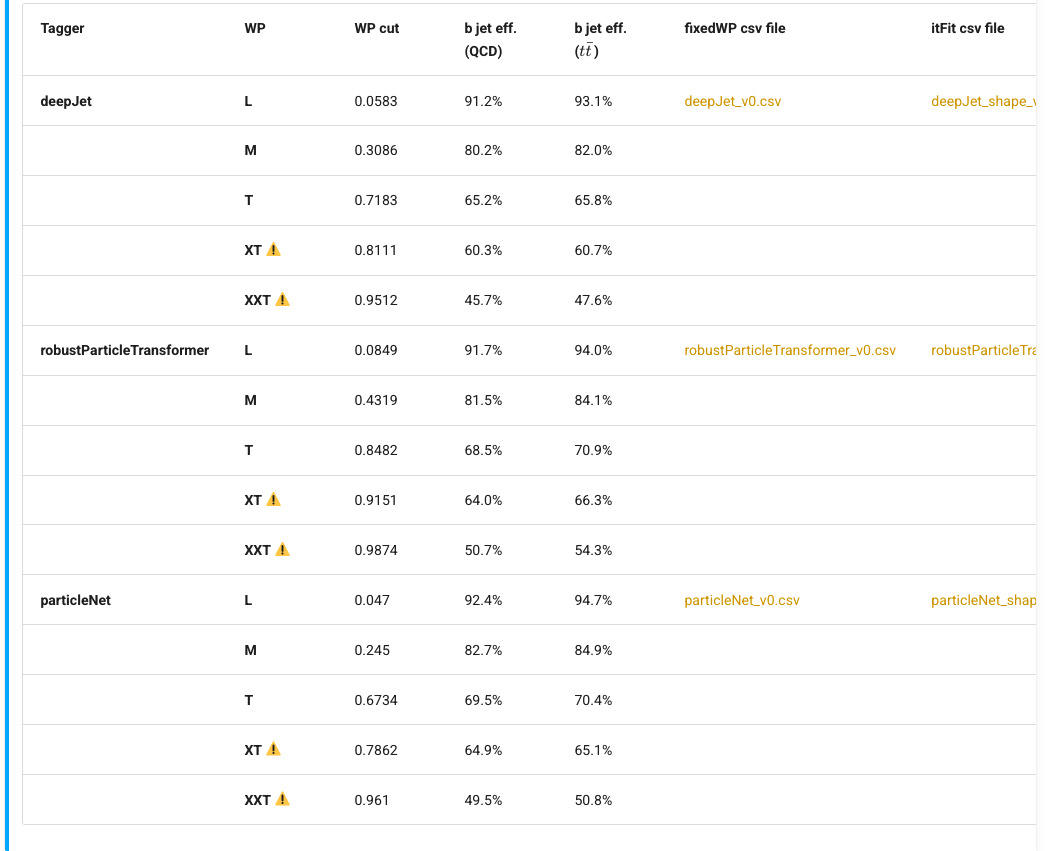 Tagger WP WP cut b jet eff. (QCD) b jet eff. (tt̄) fixedWP csv file itFit csv file
deepJet L 0.0583 91.2% 93.1% deepJet_v0.csv deepJet_shape_v
M 0.3086 80.2% 82.0%
T 0.7183 65.2% 65.8%
XT ⚠️ 0.8111 60.3% 60.7%
XXT ⚠️ 0.9512 45.7% 47.6%
robustParticleTransformer L 0.0849 91.7% 94.0% robustParticleTransformer_v0.csv robustParticleTra
M 0.4319 81.5% 84.1%
T 0.8482 68.5% 70.9%
XT ⚠️ 0.9151 64.0% 66.3%
XXT ⚠️ 0.9874 50.7% 54.3%
particleNet L 0.047 92.4% 94.7% particleNet_v0.csv particleNet_shap
M 0.245 82.7% 84.9%
T 0.6734 69.5% 70.4%
XT ⚠️ 0.7862 64.9% 65.1%
XXT ⚠️ 0.961 49.5% 50.8%